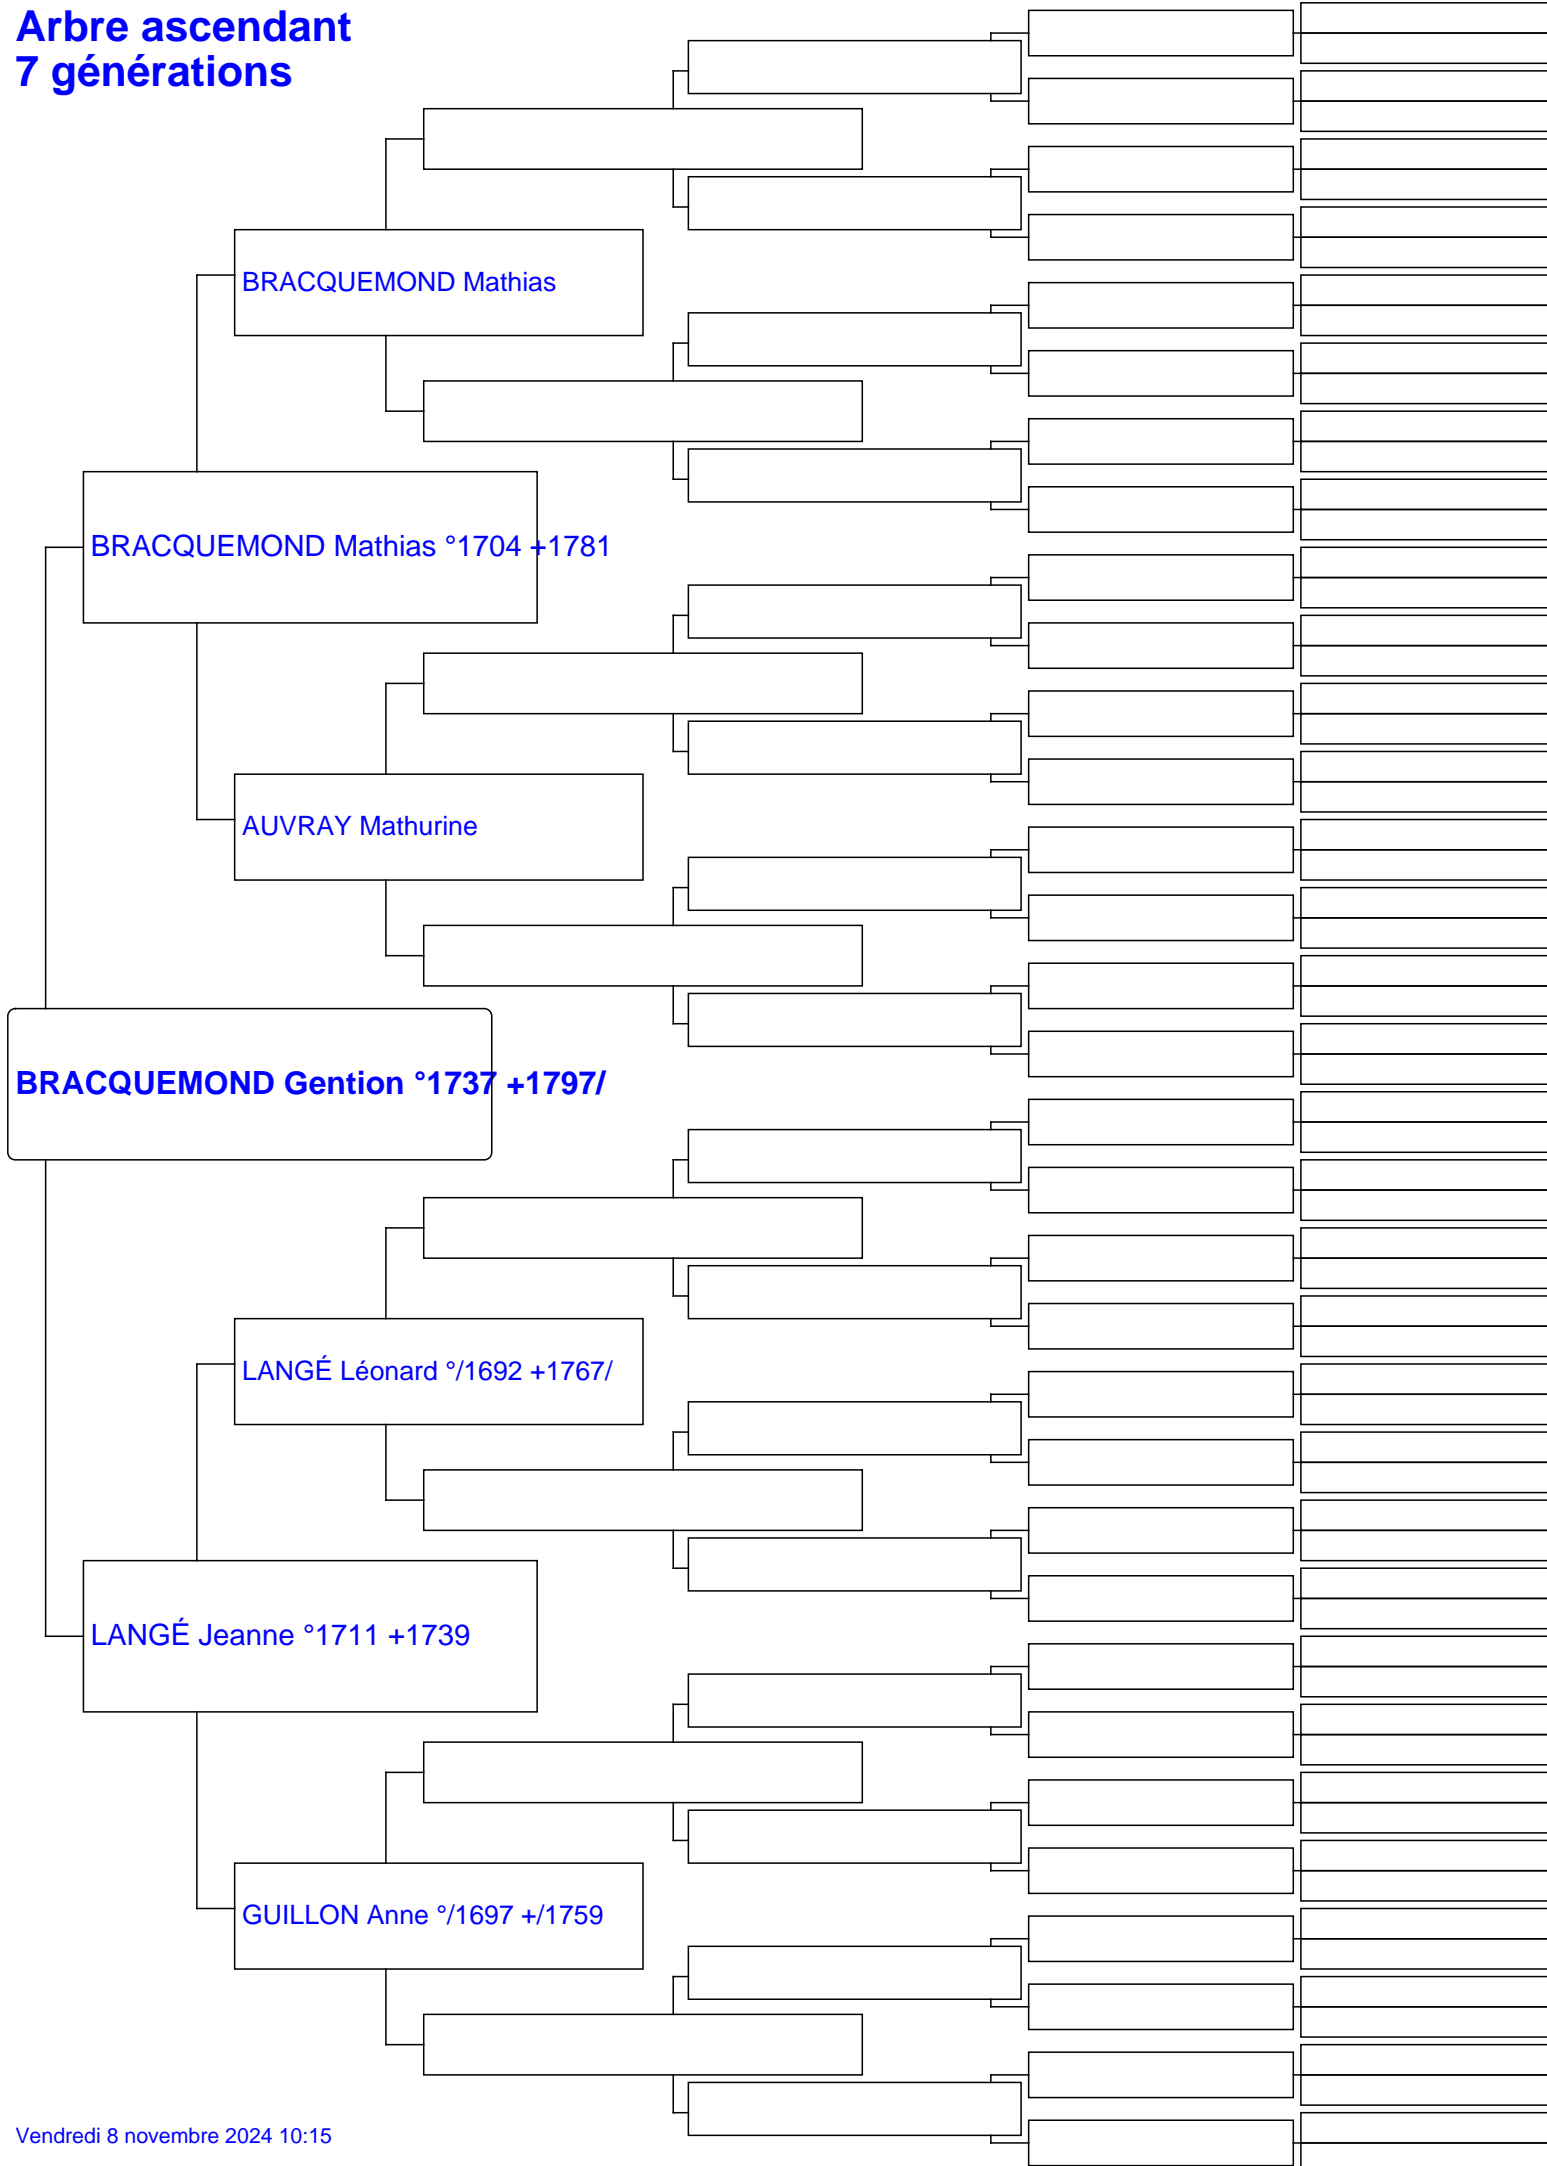 Arbre ascendant
7 générations
BRACQUEMOND Mathias
BRACQUEMOND Mathias °1704 +1781
AUVRAY Mathurine
BRACQUEMOND Gention °1737 +1797/
LANGÉ Léonard °/1692 +1767/
LANGÉ Jeanne °1711 +1739
GUILLON Anne °/1697 +/1759
Vendredi 8 novembre 2024 10:15